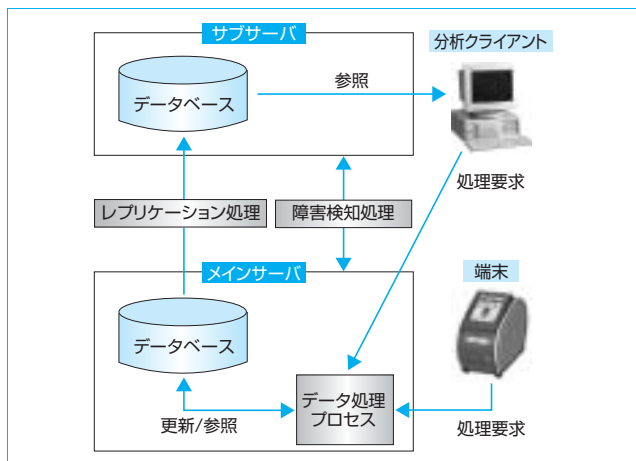 サブサーバ
分析クライアント
データベース
参照
処理要求
レプリケーション処理
障害検知処理
メインサーバ
端末
データベース
データ処理
プロセス
更新/参照
処理要求